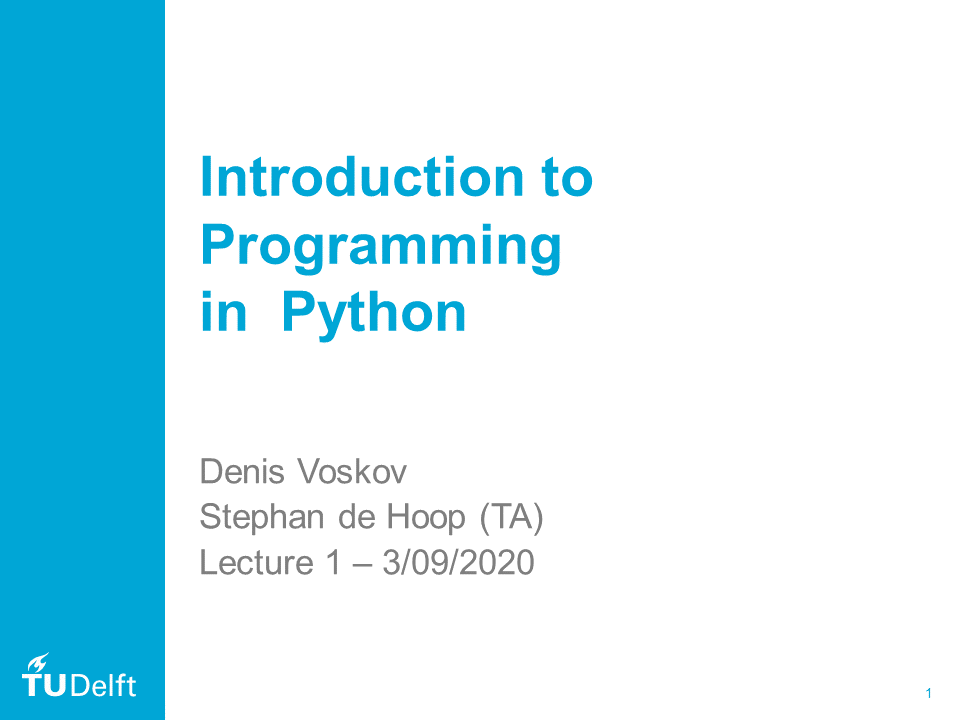 Introduction to
Programming
in  Python
Denis Voskov
Stephan de Hoop (TA)
Lecture 1 – 3/09/2020
TUDelft
1